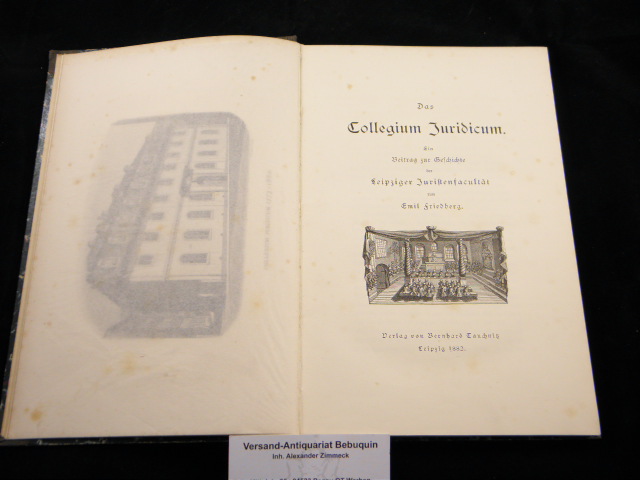 Das
Collegium Juridicum.
Ein
Beitrag zur Geschichte
der
Leipziger Juristenfacultät
von
Emil Friedberg.
Verlag von Bernhard Tauchnitz
Leipzig 1882.
Versand-Antiquariat Bebuquin
Inh. Alexander Zimmeck